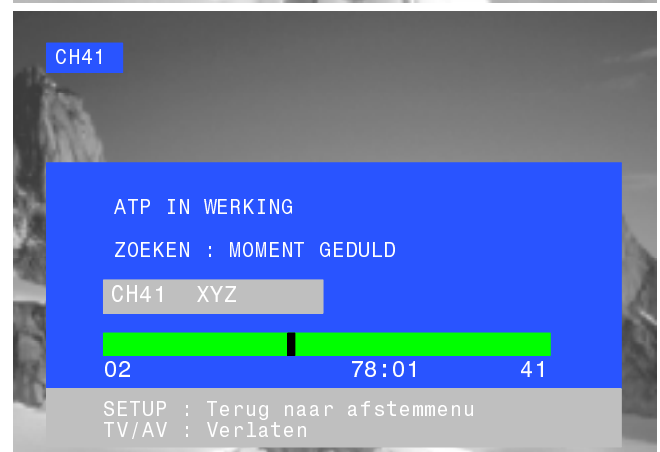 CH41
ATP IN WERKING
ZOEKEN : MOMENT GEDULD
CH41 XYZ
02 78:01 41
SETUP : Terug naar afstemmenu
TV/AV : Verlaten